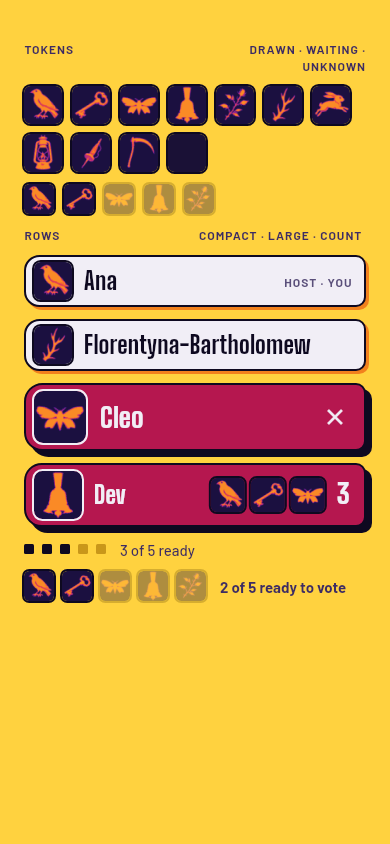 TOKENS
DRAWN · WAITING ·
UNKNOWN
ROWS
COMPACT · LARGE · COUNT
Ana
HOST · YOU
Florentyna-Bartholomew
Cleo
✕
Dev
3
3 of 5 ready
2 of 5 ready to vote